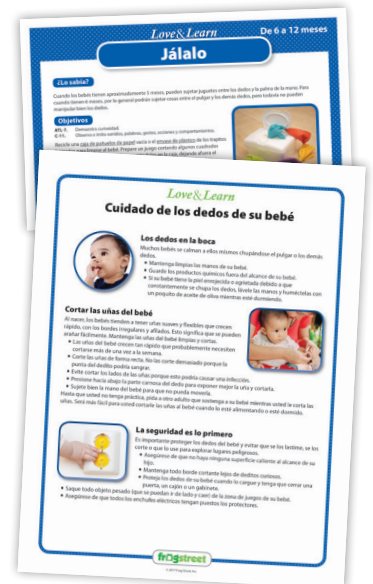 Love & Learn
De 6 a 12 meses
Jálalo
¿Lo sabía?
Cuando los bebés tienen aproximadamente 5 meses, pueden sujetar juguetes entre los dedos y la palma de la mano. Para
cuando tienen 6 meses, por lo general podrán sujetar cosas entre el pulgar y los demás dedos, pero todavía no pueden
manipular bien los dedos.
Objetivos
Demuestra curiosidad.
Observa e imita sonidos, palabras, gestos, acciones y comportamientos.
Recicle una caja de pañuelos de papel vacía o el envase de plástico de los trapitos
Love & Learn
Cuidado de los dedos de su bebé
Los dedos en la boca
Muchos bebés se calman a ellos mismos chupándose el pulgar o los demás
dedos.
• Mantenga limpias las manos de su bebé.
• Guarde los productos químicos fuera del alcance de su bebé.
• Si su bebé tiene la piel enrojecida o agrietada debido a que
constantemente se chupa los dedos, lávele las manos y huméctelas con
un poquito de aceite de oliva mientras esté durmiendo.
Cortar las uñas del bebé
Al nacer, los bebés tienden a tener uñas suaves y flexibles que crecen
rápido, con los bordes irregulares y afilados. Esto significa que se pueden
arañar fácilmente. Mantenga las uñas del bebé limpias y cortas.
• Las uñas del bebé crecen tan rápido que probablemente necesiten
cortarse más de una vez a la semana.
• Corte las uñas de forma recta. No las corte demasiado porque la
punta del dedito podría sangrar.
• Evite cortar los lados de las uñas porque esto podría causar una infección.
• Presione hacia abajo la parte carnosa del dedo para exponer mejor la uña y cortarla.
• Sujete bien la mano del bebé para que no pueda moverla.
Hasta que usted no tenga práctica, pida a otro adulto que sostenga a su bebé mientras usted le corta las
uñas. Será más fácil para usted cortarle las uñas al bebé cuando lo esté alimentando o esté dormido.
La seguridad es lo primero
Es importante proteger los dedos del bebé y evitar que se los lastime, se los
corte o que lo use para explorar lugares peligrosos.
• Asegúrese de que no haya ninguna superficie caliente al alcance de su
hijo.
• Mantenga todo borde cortante lejos de deditos curiosos.
• Proteja los dedos de su bebé cuando lo cargue y tenga que cerrar una
puerta, un cajón o un gabinete.
• Saque todo objeto pesado (que se puedan ir de lado y caer) de la zona de juegos de su bebé.
• Asegúrese de que todos los enchufes eléctricos tengan puestos los protectores.
frogstreet